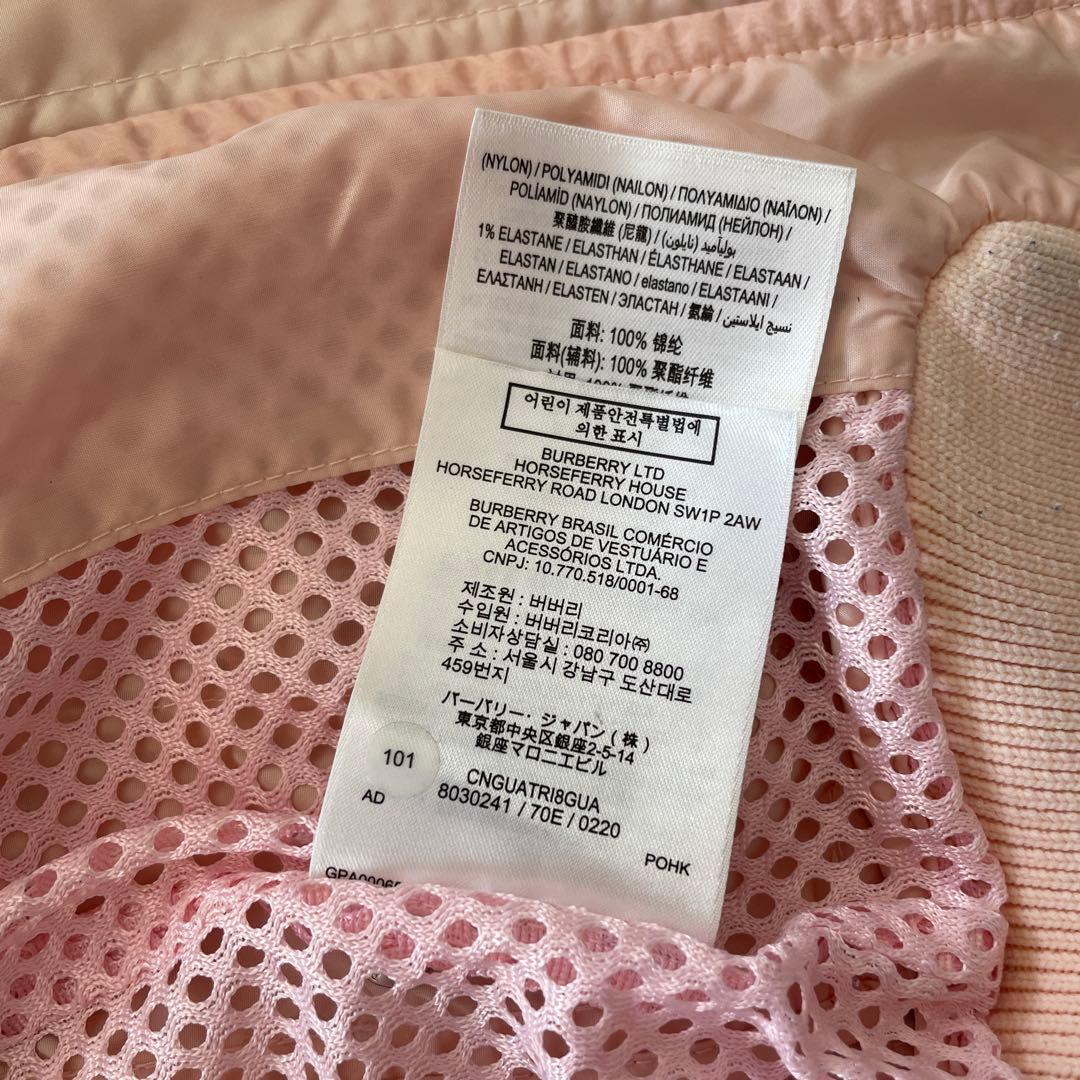 (NYLON) / POLYAMIDI (NAILON) / ΠΟΛΥΑΜΙΔΙΟ (ΝΑΪΛΟΝ) /
POLİAMİD (NAYLON) / ПОЛИАМИД (НЕЙЛОН) /
聚醯胺纖維 (尼龍) / بولیآمید (نایلون)
1% ELASTANE / ELASTHAN / ÉLASTHANNE / ELASTAAN /
ELASTAN / ELASTANO / elastano / ELASTAANI /
ΕΛΑΣΤΑΝΗ / ELASTEN / ЭЛАСТАН / 氨綸 / نسيج ايلاستين
面料: 100% 锦纶
面料(辅料): 100% 聚酯纤维
어린이 제품안전특별법에
의한 표시
BURBERRY LTD
HORSEFERRY HOUSE
HORSEFERRY ROAD LONDON SW1P 2AW
BURBERRY BRASIL COMÉRCIO
DE ARTIGOS DE VESTUÁRIO E
ACESSÓRIOS LTDA.
CNPJ: 10.770.518/0001-68
제조원 : 버버리
수입원 : 버버리코리아㈜
소비자상담실 : 080 700 8800
주 소 : 서울시 강남구 도산대로
459번지
バーバリー・ジャパン ( 株 )
東京都中央区銀座2-5-14
銀座マロニエビル
101
CNGUATRI8GUA
AD
8030241 / 70E / 0220
POHK